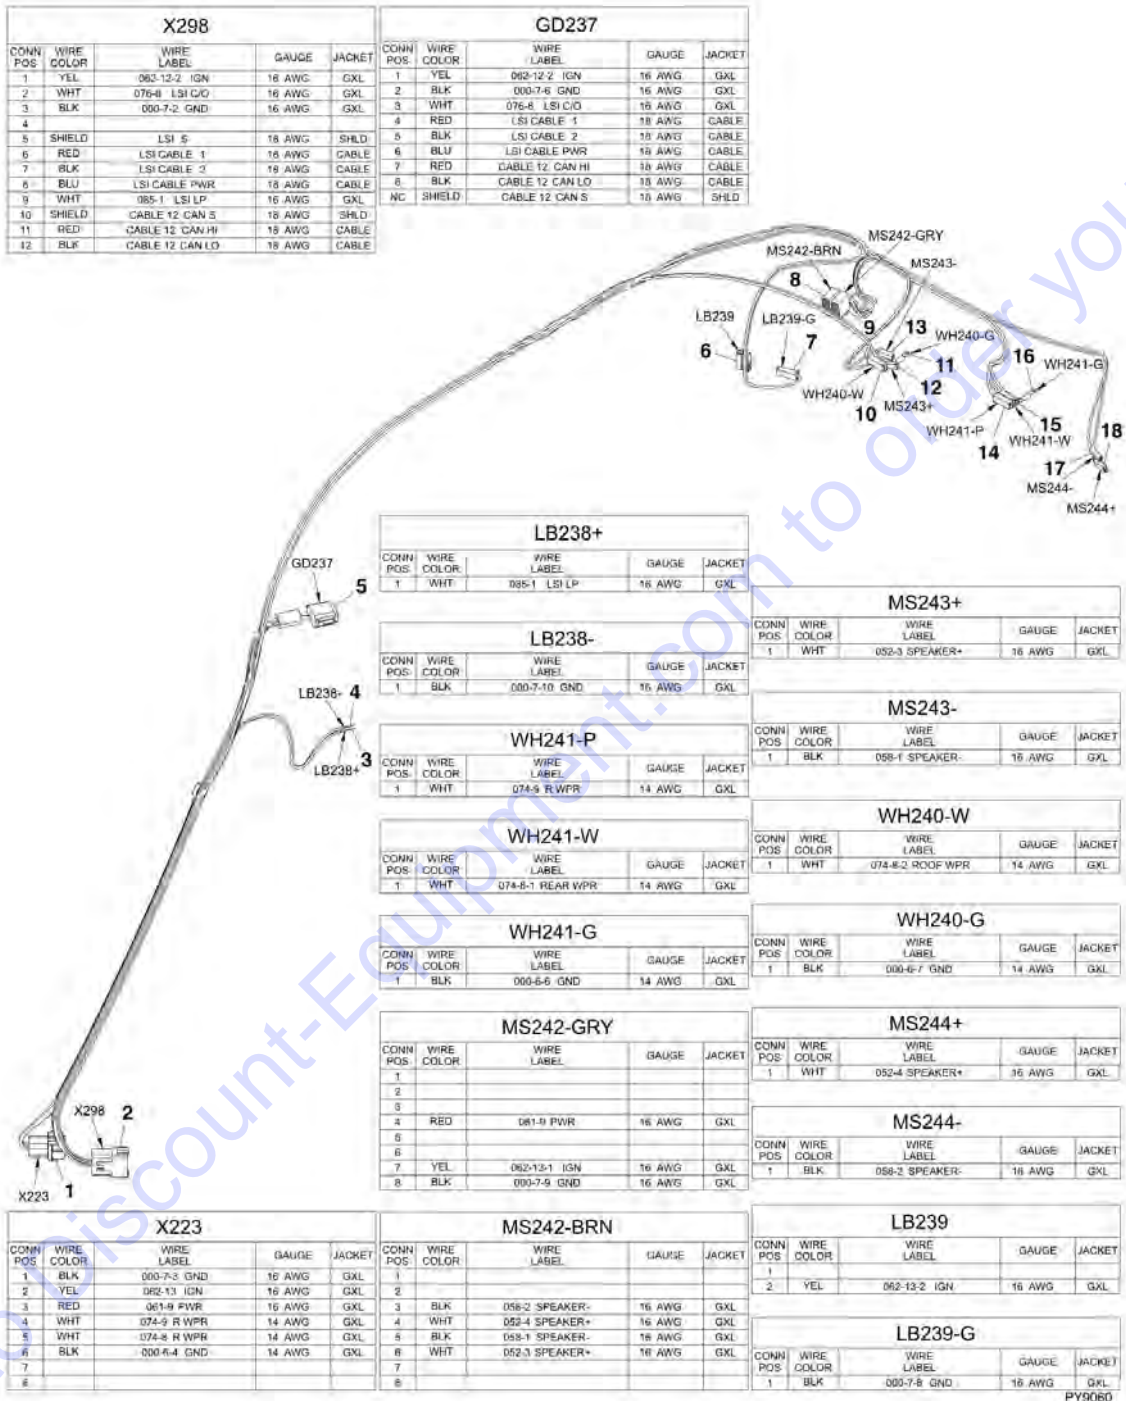 X298
CONN POS WIRE COLOR WIRE LABEL GAUGE JACKET
1 YEL 062-12-2 IGN 16 AWG GXL
2 WHT 076-8 LSI C/O 16 AWG GXL
3 BLK 000-7-2 GND 16 AWG GXL
4
5 SHIELD LSI S 18 AWG SHLD
6 RED LSI CABLE 1 18 AWG CABLE
7 BLK LSI CABLE 2 18 AWG CABLE
8 BLU LSI CABLE PWR 18 AWG CABLE
9 WHT 085-1 LSI LP 16 AWG GXL
10 SHIELD CABLE 12 CAN S 18 AWG SHLD
11 RED CABLE 12 CAN HI 18 AWG CABLE
12 BLK CABLE 12 CAN LO 18 AWG CABLE
GD237
CONN POS WIRE COLOR WIRE LABEL GAUGE JACKET
1 YEL 062-12-2 IGN 16 AWG GXL
2 BLK 000-7-6 GND 16 AWG GXL
3 WHT 076-8 LSI C/O 16 AWG GXL
4 RED LSI CABLE 1 18 AWG CABLE
5 BLK LSI CABLE 2 18 AWG CABLE
6 BLU LSI CABLE PWR 18 AWG CABLE
7 RED CABLE 12 CAN HI 18 AWG CABLE
8 BLK CABLE 12 CAN LO 18 AWG CABLE
NC SHIELD CABLE 12 CAN S 18 AWG SHLD
MS242-GRY
MS242-BRN
MS243-
8
LB239
LB239-G
9
13
WH240-G
6
7
11
16
WH241-G
12
WH240-W
MS243+
10
WH241-P
15
14
WH241-W
18
17
MS244-
MS244+
GD237
5
LB238-
4
3
LB238+
X298
2
X223
1
LB238+
CONN POS WIRE COLOR WIRE LABEL GAUGE JACKET
1 WHT 085-1 LSI LP 16 AWG GXL
LB238-
CONN POS WIRE COLOR WIRE LABEL GAUGE JACKET
1 BLK 000-7-10 GND 16 AWG GXL
WH241-P
CONN POS WIRE COLOR WIRE LABEL GAUGE JACKET
1 WHT 074-9 R WPR 14 AWG GXL
WH241-W
CONN POS WIRE COLOR WIRE LABEL GAUGE JACKET
1 WHT 074-8-1 REAR WPR 14 AWG GXL
WH241-G
CONN POS WIRE COLOR WIRE LABEL GAUGE JACKET
1 BLK 000-6-6 GND 14 AWG GXL
MS242-GRY
CONN POS WIRE COLOR WIRE LABEL GAUGE JACKET
1
2
3
4 RED 061-9 PWR 16 AWG GXL
5
6
7 YEL 062-13-1 IGN 16 AWG GXL
8 BLK 000-7-9 GND 16 AWG GXL
MS243+
CONN POS WIRE COLOR WIRE LABEL GAUGE JACKET
1 WHT 052-3 SPEAKER+ 16 AWG GXL
MS243-
CONN POS WIRE COLOR WIRE LABEL GAUGE JACKET
1 BLK 058-1 SPEAKER- 16 AWG GXL
WH240-W
CONN POS WIRE COLOR WIRE LABEL GAUGE JACKET
1 WHT 074-8-2 ROOF WPR 14 AWG GXL
WH240-G
CONN POS WIRE COLOR WIRE LABEL GAUGE JACKET
1 BLK 000-6-7 GND 14 AWG GXL
MS244+
CONN POS WIRE COLOR WIRE LABEL GAUGE JACKET
1 WHT 052-4 SPEAKER+ 16 AWG GXL
MS244-
CONN POS WIRE COLOR WIRE LABEL GAUGE JACKET
1 BLK 058-2 SPEAKER- 16 AWG GXL
X223
CONN POS WIRE COLOR WIRE LABEL GAUGE JACKET
1 BLK 000-7-3 GND 16 AWG GXL
2 YEL 062-13 IGN 16 AWG GXL
3 RED 061-9 PWR 16 AWG GXL
4 WHT 074-9 R WPR 14 AWG GXL
5 WHT 074-8 R WPR 14 AWG GXL
6 BLK 000-6-4 GND 14 AWG GXL
7
8
MS242-BRN
CONN POS WIRE COLOR WIRE LABEL GAUGE JACKET
1
2
3 BLK 058-2 SPEAKER- 16 AWG GXL
4 WHT 052-4 SPEAKER+ 16 AWG GXL
5 BLK 058-1 SPEAKER- 16 AWG GXL
6 WHT 052-3 SPEAKER+ 16 AWG GXL
7
8
LB239
CONN POS WIRE COLOR WIRE LABEL GAUGE JACKET
1
2 YEL 062-13-2 IGN 16 AWG GXL
LB239-G
CONN POS WIRE COLOR WIRE LABEL GAUGE JACKET
1 BLK 000-7-8 GND 16 AWG GXL
PY9060
Discount-Equipment.com to order you